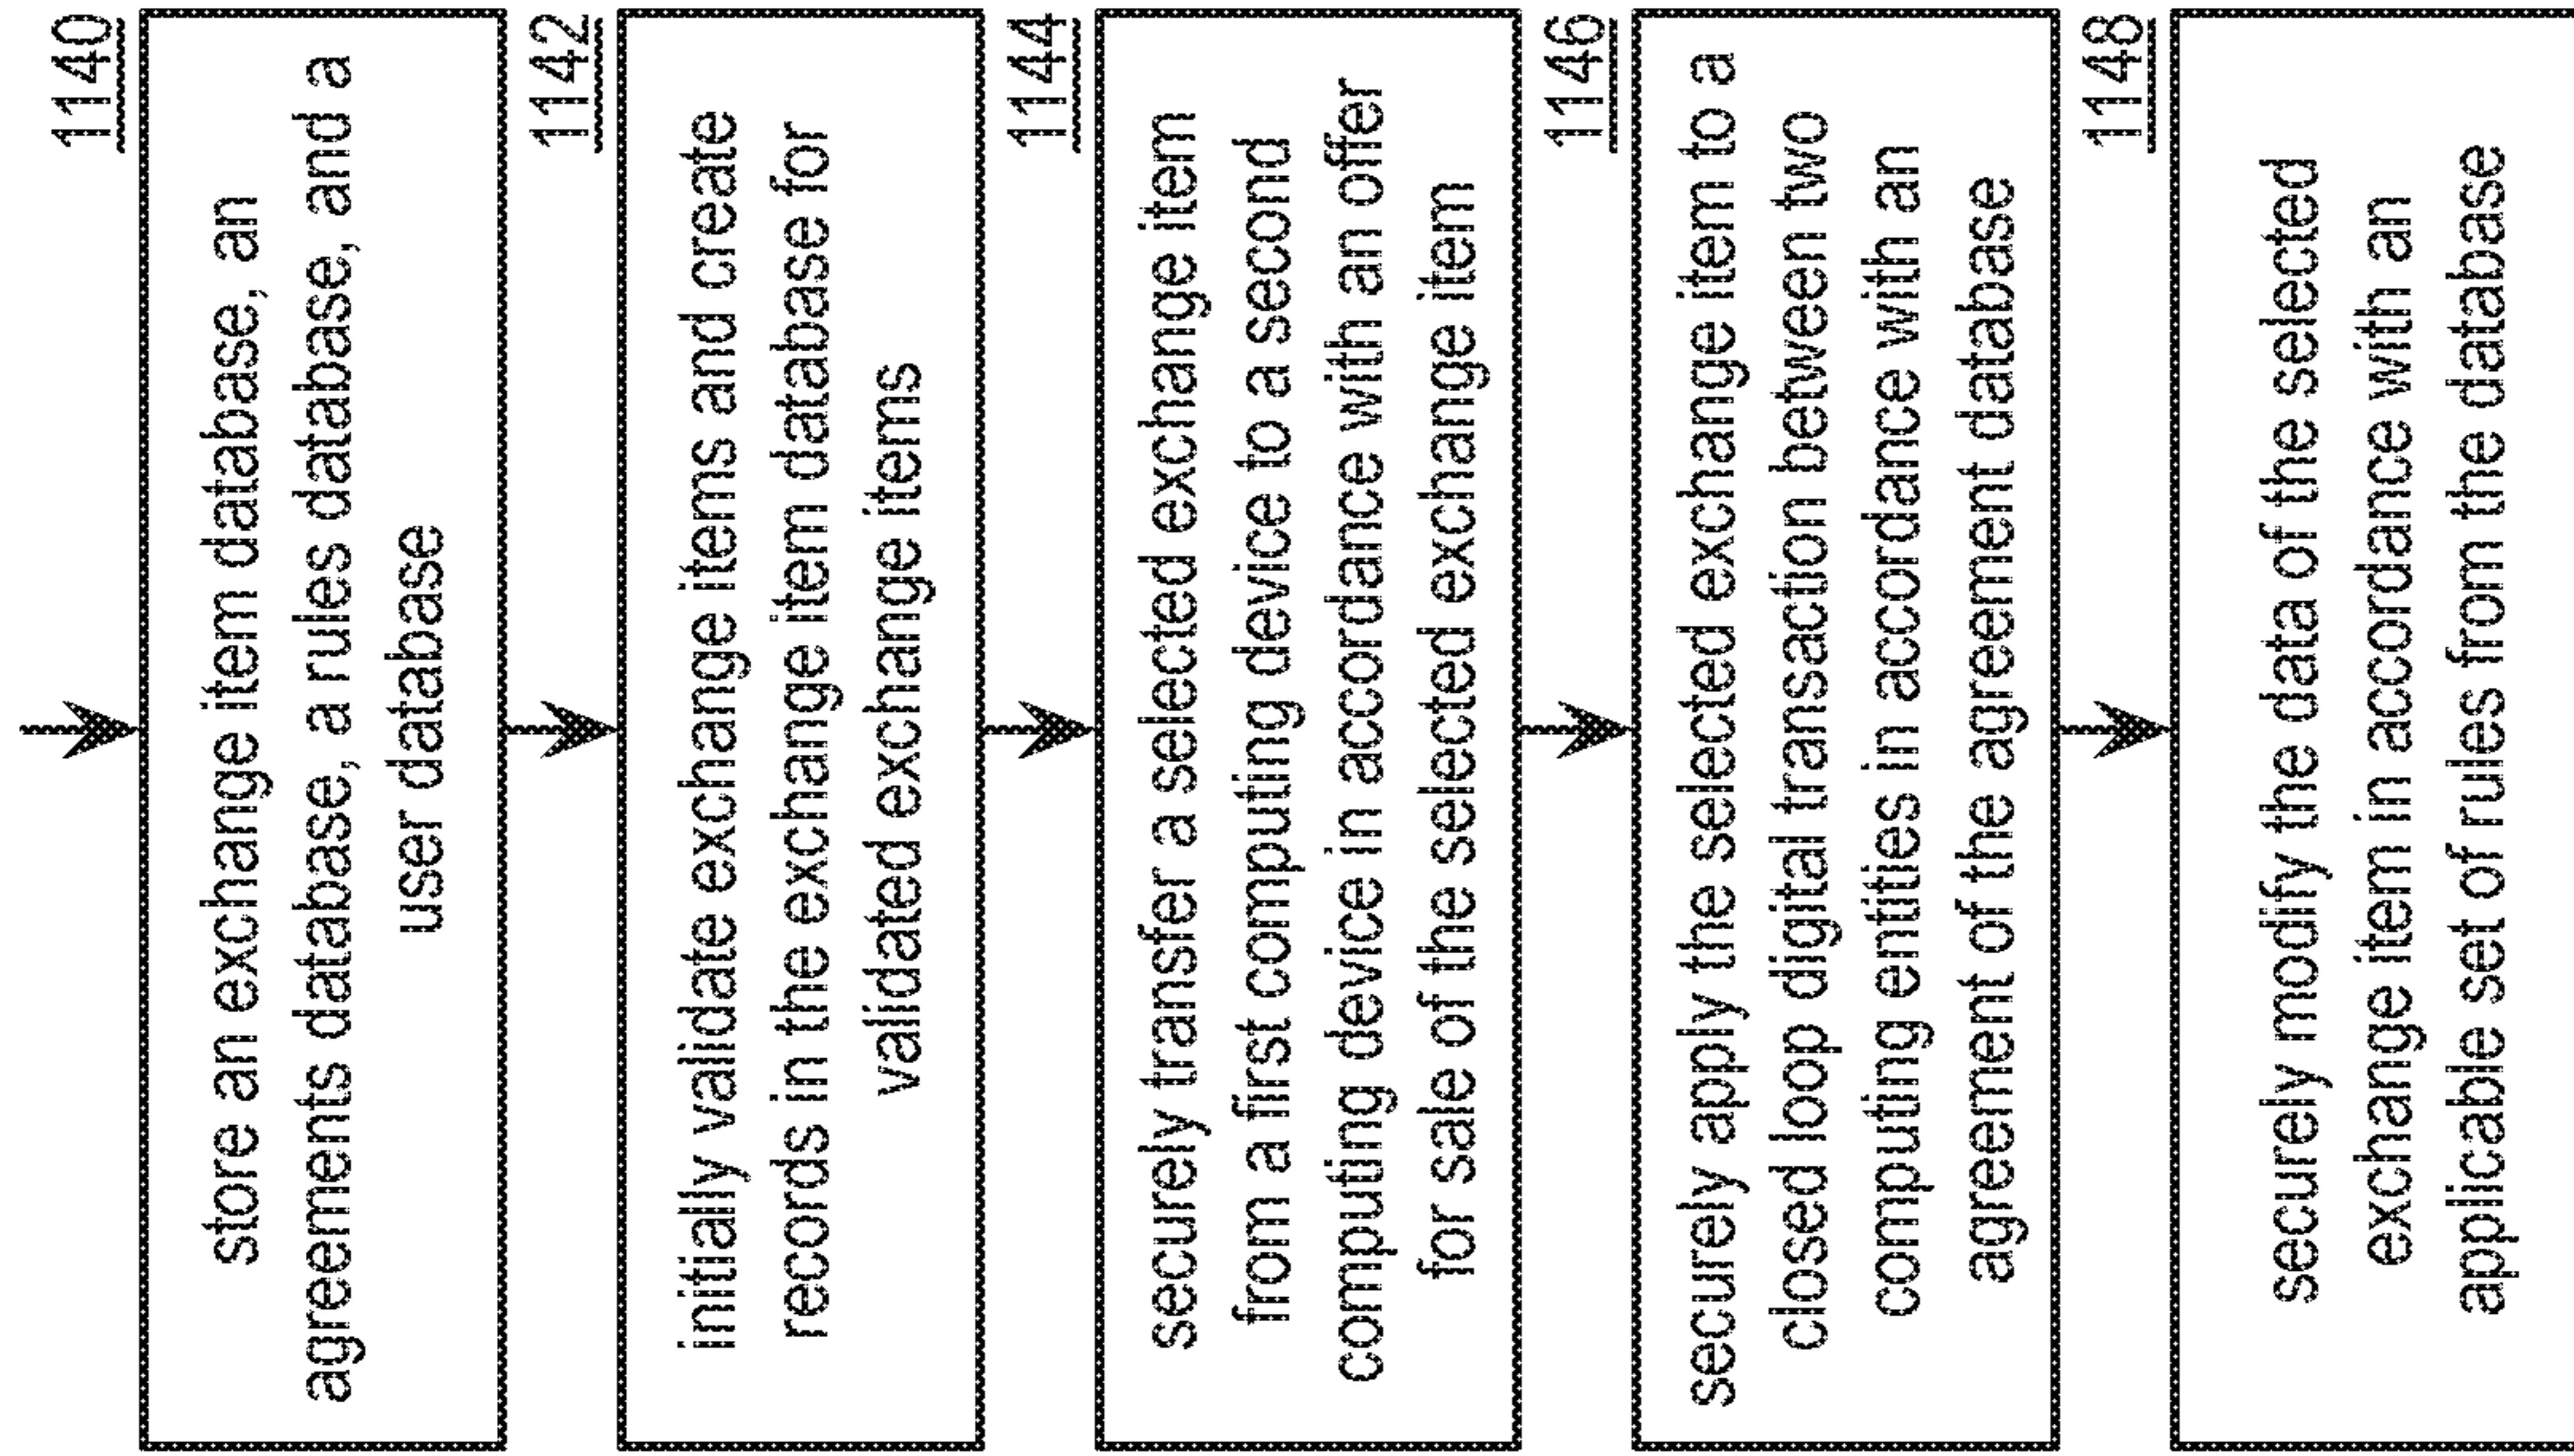 1140
store an exchange item database, an
agreements database, a rules database, and a
user database
1142
initially validate exchange items and create
records in the exchange item database for
validated exchange items
1144
securely transfer a selected exchange item
from a first computing device to a second
computing device in accordance with an offer
for sale of the selected exchange item
1146
securely apply the selected exchange item to a
closed loop digital transaction between two
computing entities in accordance with an
agreement of the agreement database
1148
securely modify the data of the selected
exchange item in accordance with an
applicable set of rules from the database